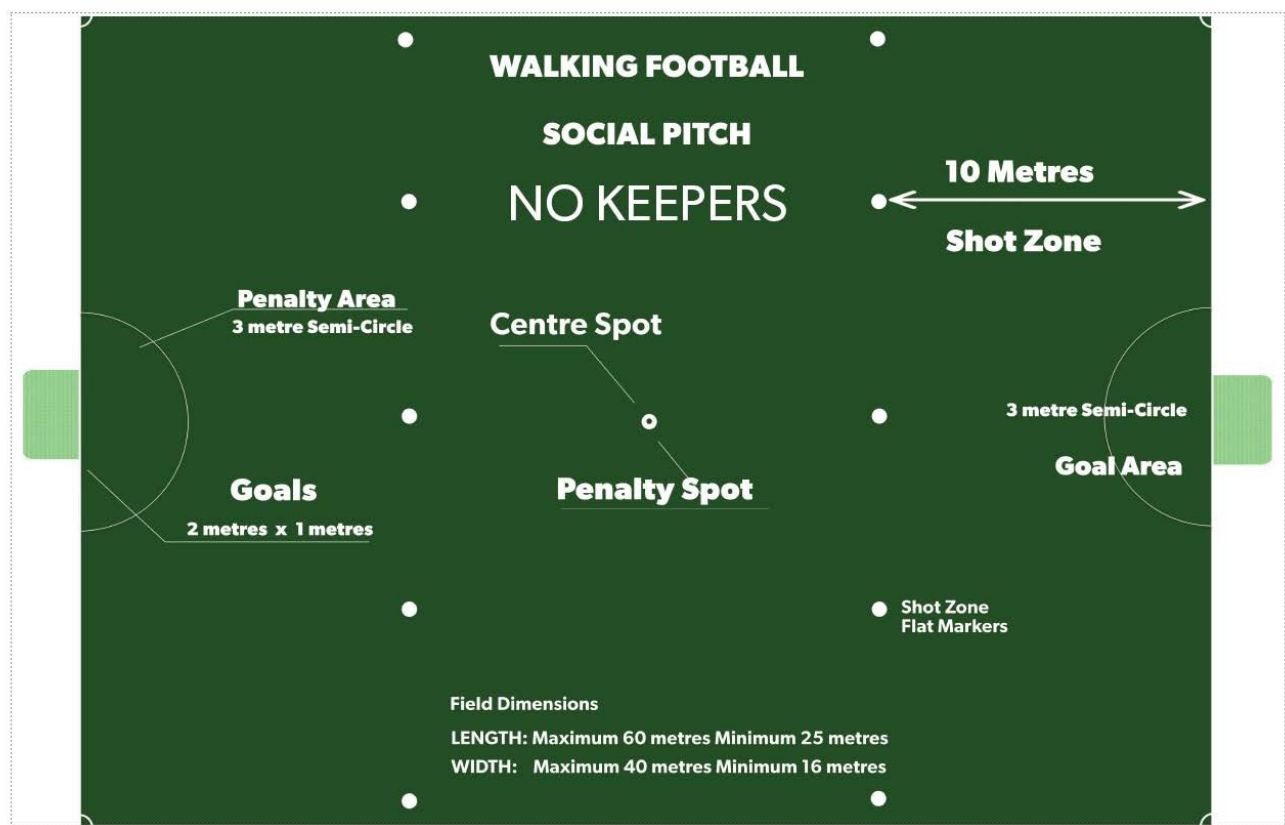 WALKING FOOTBALL
SOCIAL PITCH
NO KEEPERS
10 Metres
Shot Zone
Penalty Area
3 metre Semi-Circle
Centre Spot
3 metre Semi-Circle
Goal Area
Goals
2 metres x 1 metres
Penalty Spot
Shot Zone
Flat Markers
Field Dimensions
LENGTH: Maximum 60 metres Minimum 25 metres
WIDTH: Maximum 40 metres Minimum 16 metres